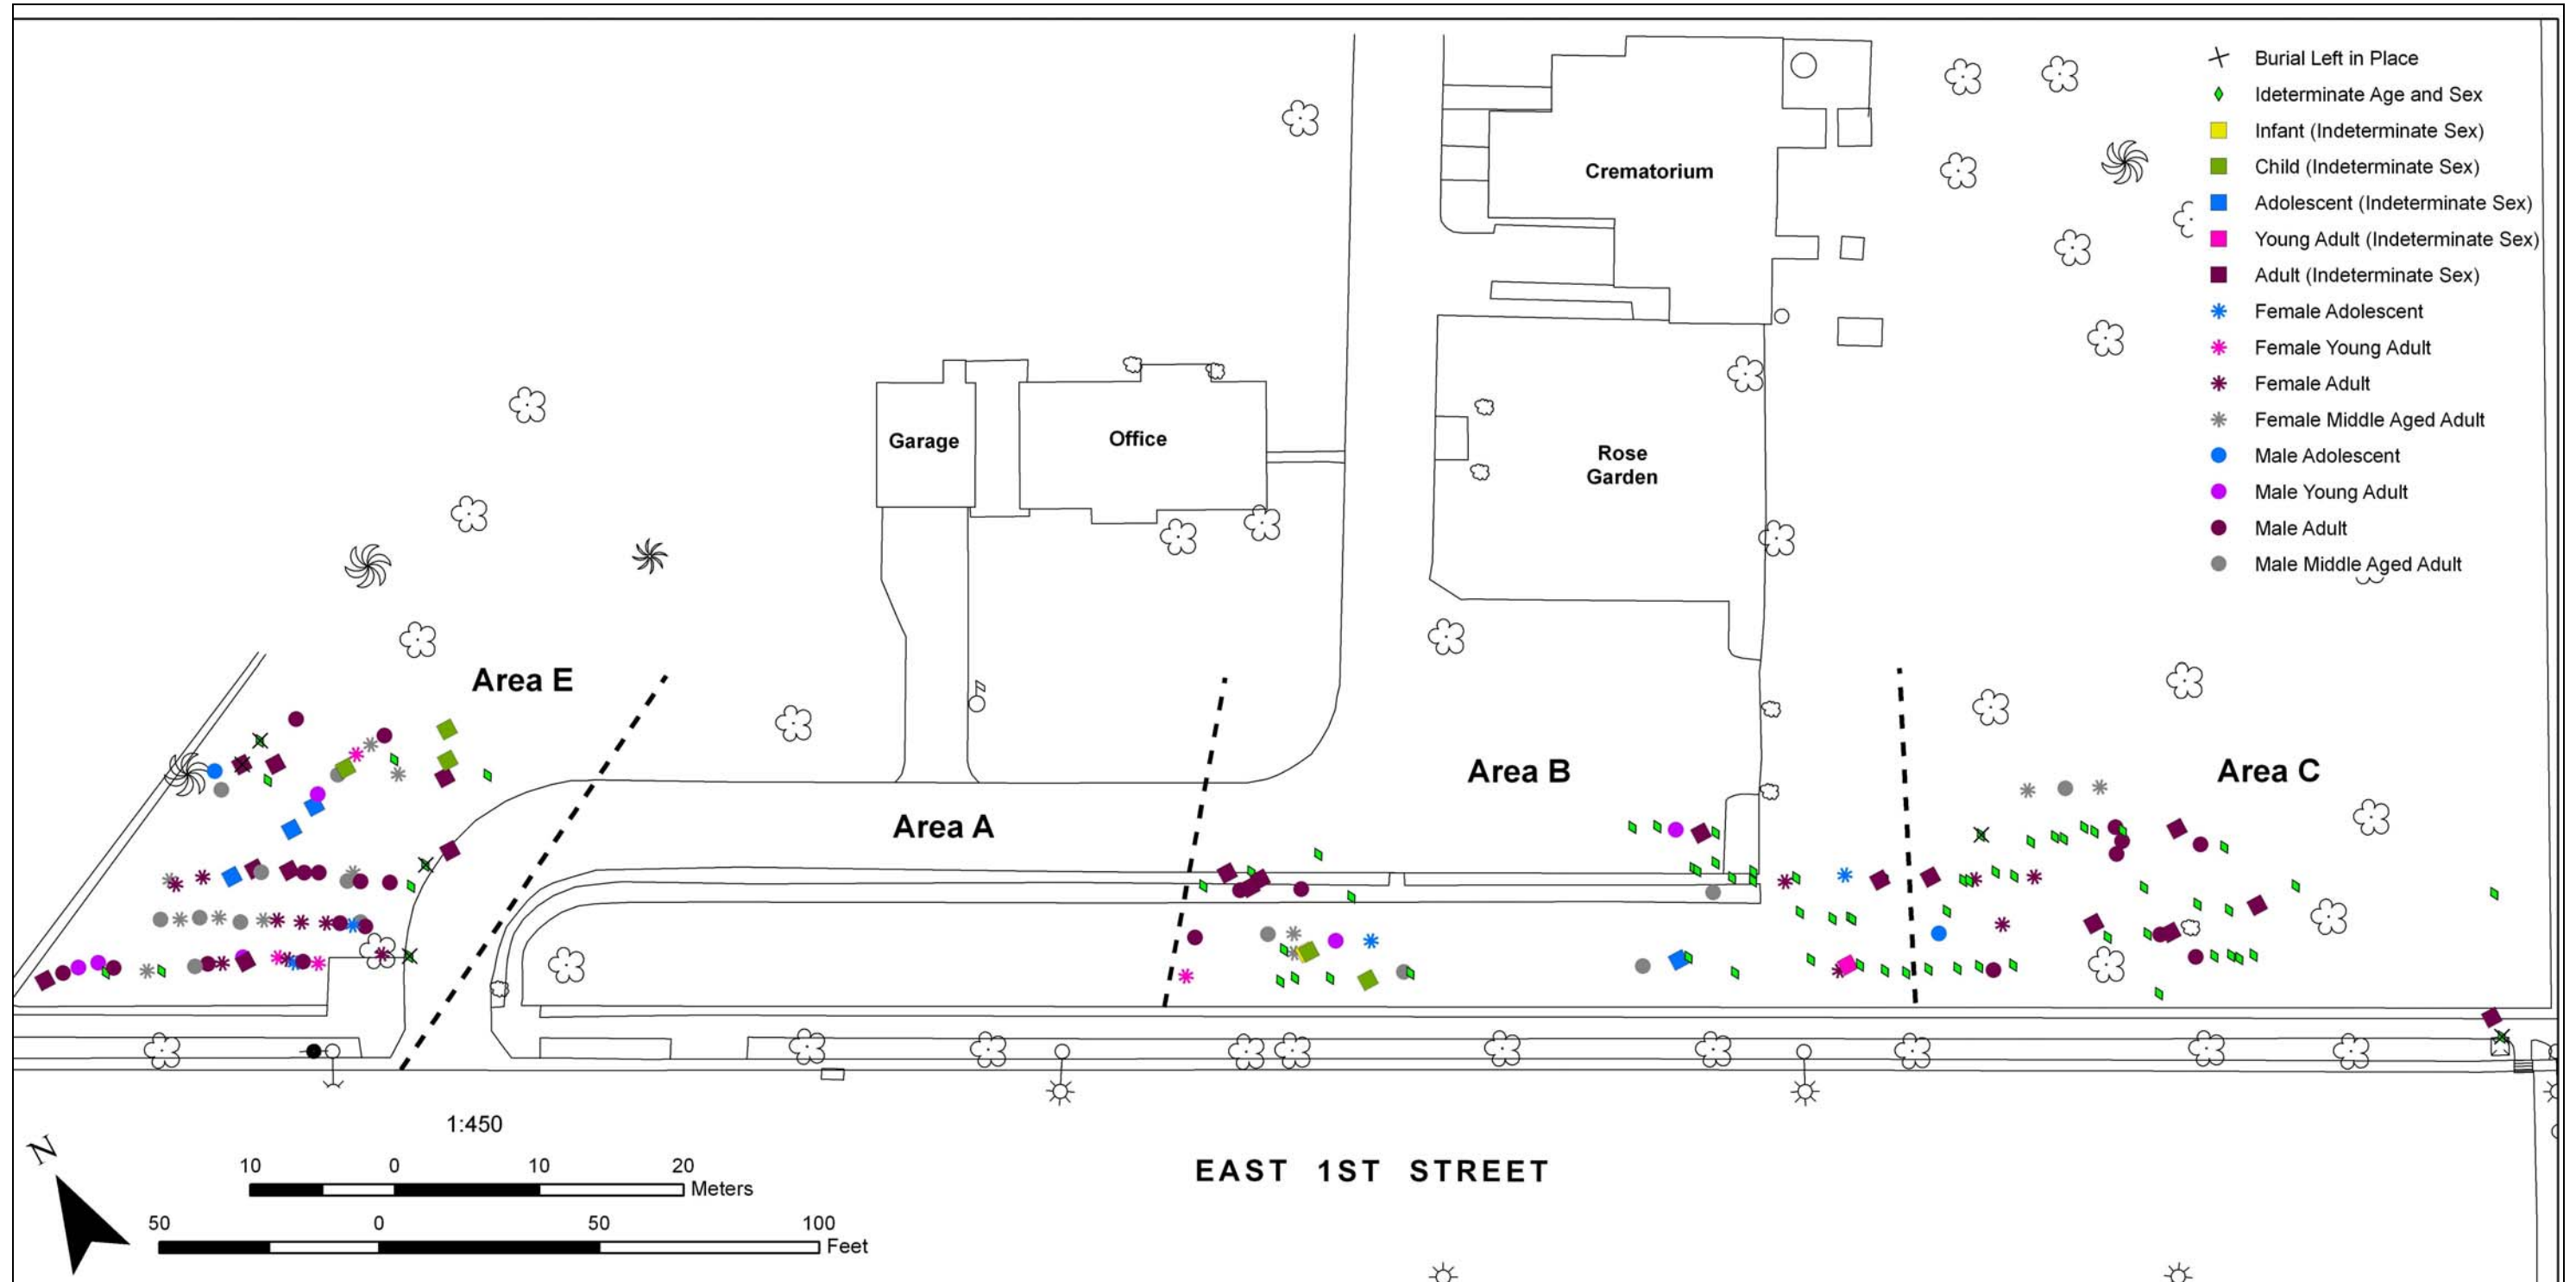 Burial Left in Place
Ideterminate Age and Sex
Infant (Indeterminate Sex)
Child (Indeterminate Sex)
Adolescent (Indeterminate Sex)
Young Adult (Indeterminate Sex)
Adult (Indeterminate Sex)
Female Adolescent
Female Young Adult
Female Adult
Female Middle Aged Adult
Male Adolescent
Male Young Adult
Male Adult
Male Middle Aged Adult
Crematorium
Garage
Office
Rose
Garden
Area E
Area A
Area B
Area C
1:450
N
10 0 10 20
Meters
50 0 50 100
Feet
EAST 1ST STREET